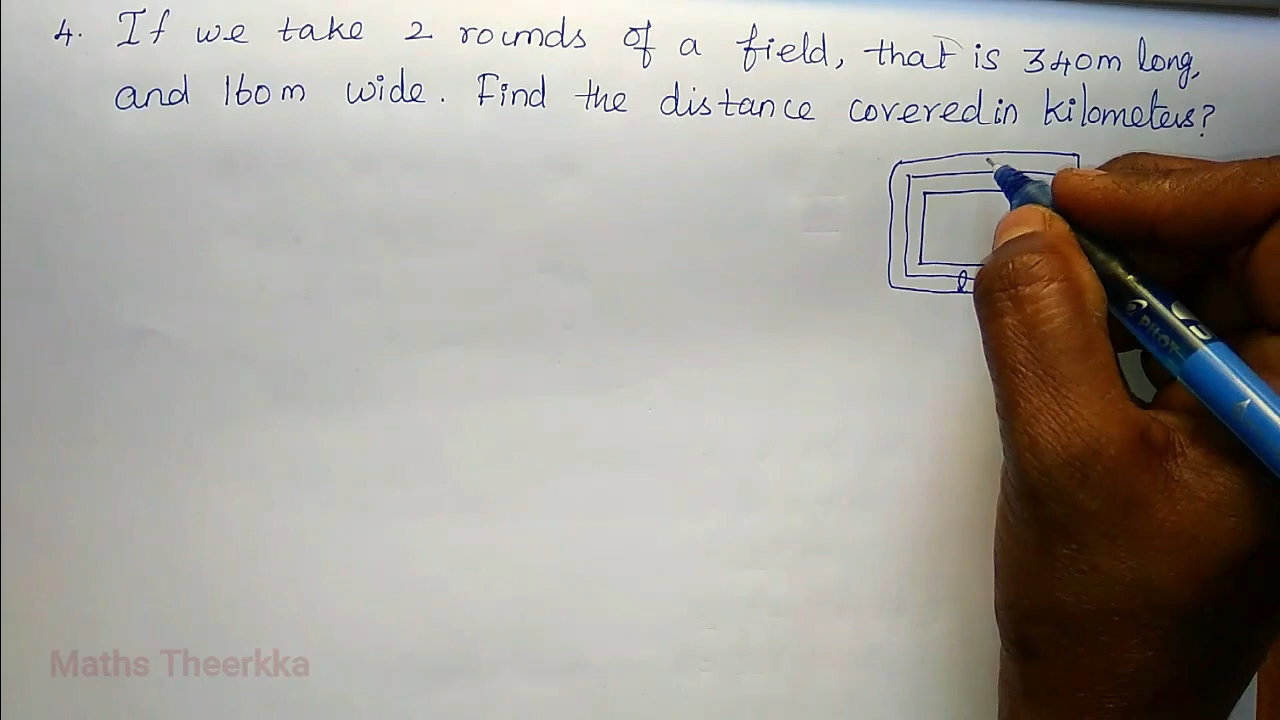 4. If we take 2 rounds of a field, that is 340m long,
and 160m wide. Find the distance covered in kilometers?
l
PILOT
Maths Theerkka